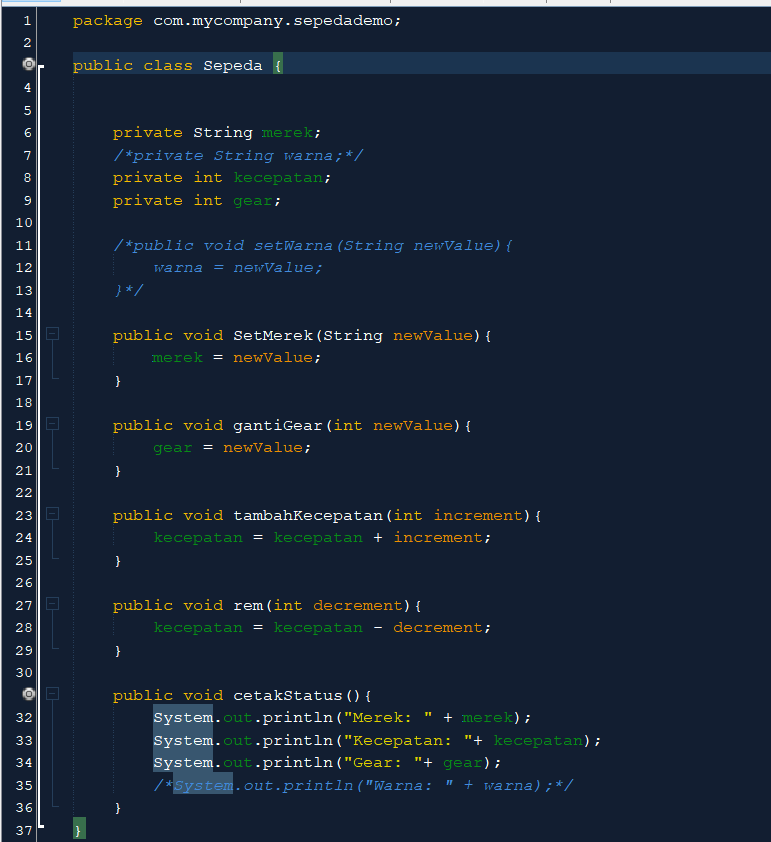 1 package com.mycompany.sepedademo;
2
public class Sepeda {
4
5
6 private String merek;
7 /*private String warna;*/
8 private int kecepatan;
9 private int gear;
10
11 /*public void setWarna(String newValue){
12 warna = newValue;
13 }*/
14
15 public void SetMerek(String newValue){
16 merek = newValue;
17 }
18
19 public void gantiGear(int newValue){
20 gear = newValue;
21 }
22
23 public void tambahKecepatan(int increment){
24 kecepatan = kecepatan + increment;
25 }
26
27 public void rem(int decrement){
28 kecepatan = kecepatan - decrement;
29 }
30
public void cetakStatus(){
32 System.out.println("Merek: " + merek);
33 System.out.println("Kecepatan: "+ kecepatan);
34 System.out.println("Gear: "+ gear);
35 /*System.out.println("Warna: " + warna);*/
36 }
37 }